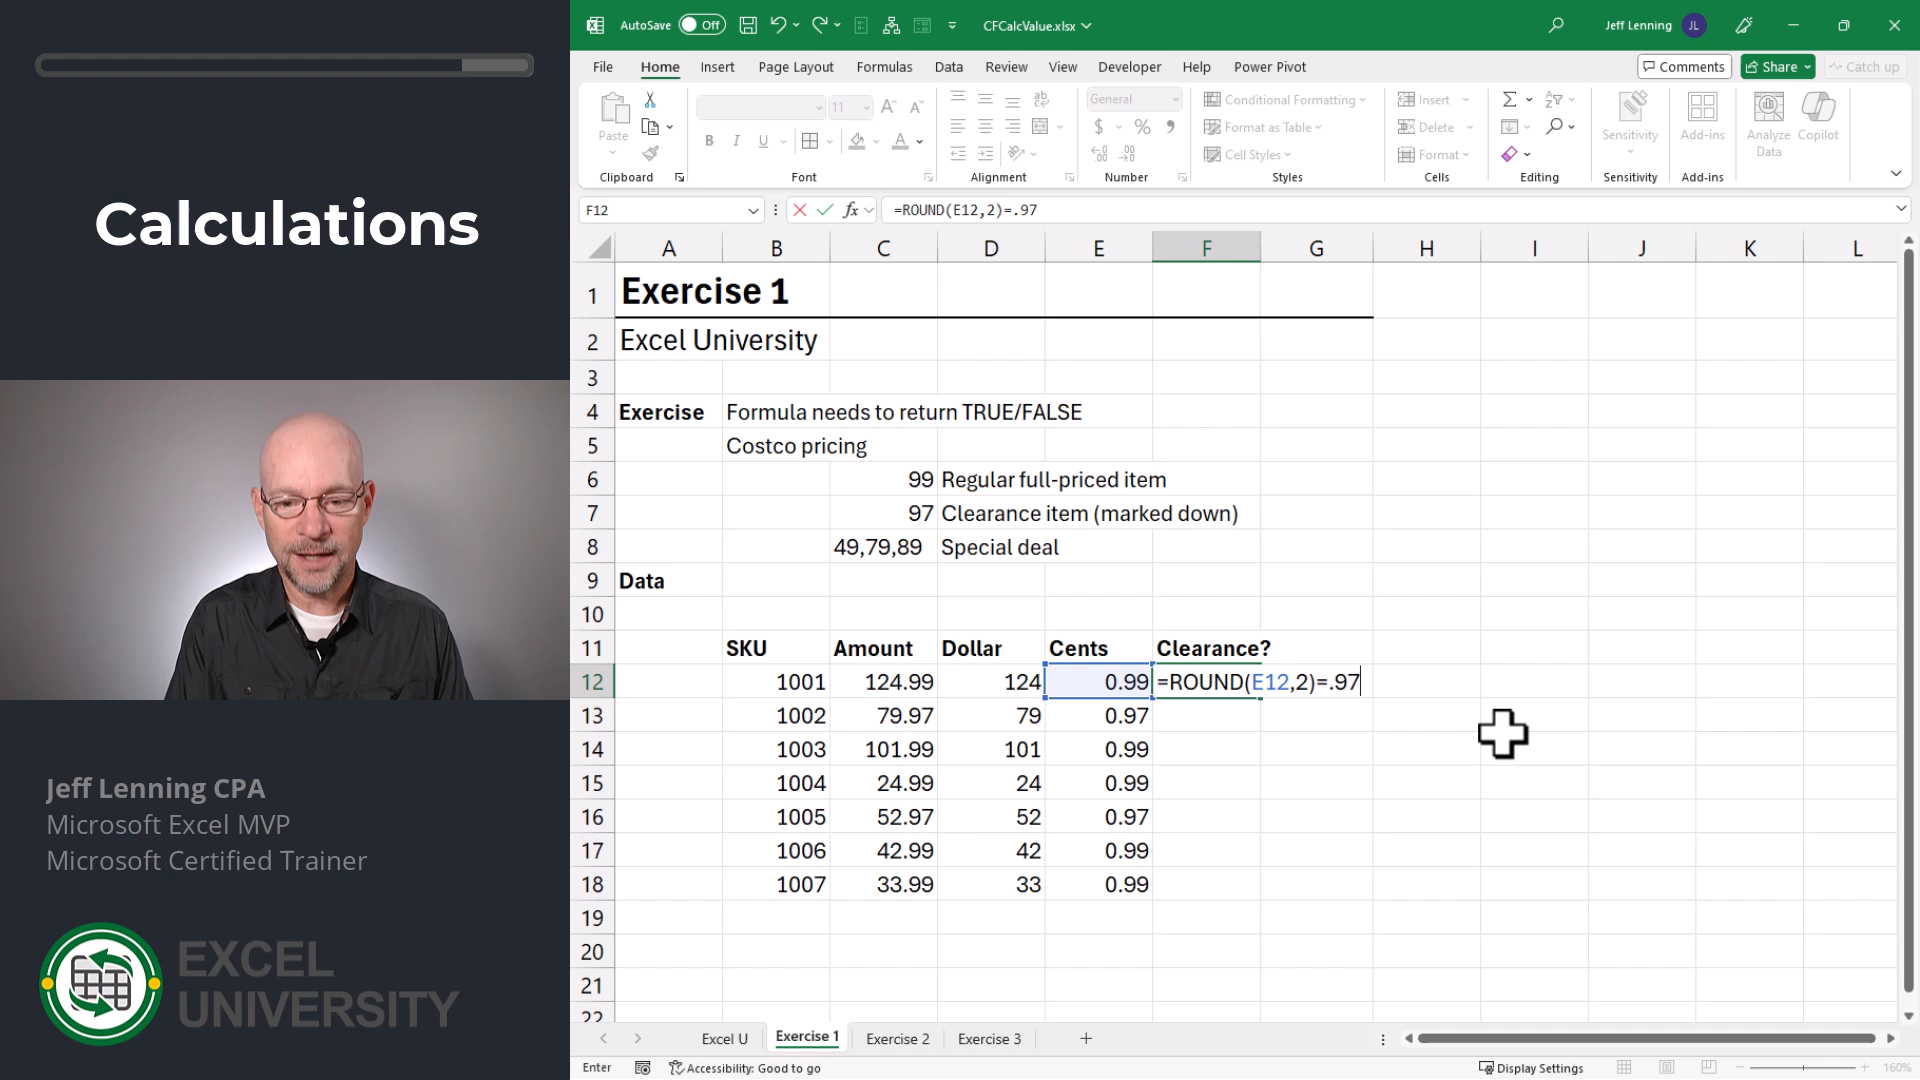 Calculations
Jeff Lenning CPA
Microsoft Excel MVP
Microsoft Certified Trainer
EXCEL
UNIVERSITY
AutoSave Off
CFCalcValue.xlsx
Jeff Lenning JL
File Home Insert Page Layout Formulas Data Review View Developer Help Power Pivot
Comments Share Catch up
Paste
Clipboard
11
B I U
Font
ab
Alignment
General
$ % ,
Number
Conditional Formatting
Format as Table
Cell Styles
Styles
Insert
Delete
Format
Cells
Editing
Sensitivity
Sensitivity
Add-ins
Add-ins
Analyze
Data
Copilot
F12 fx =ROUND(E12,2)=.97
A B C D E F G H I J K L
1 Exercise 1
2 Excel University
3
4 Exercise Formula needs to return TRUE/FALSE
5 Costco pricing
6 99 Regular full-priced item
7 97 Clearance item (marked down)
8 49,79,89 Special deal
9 Data
10
11 SKU Amount Dollar Cents Clearance?
12 1001 124.99 124 0.99 =ROUND(E12,2)=.97
13 1002 79.97 79 0.97
14 1003 101.99 101 0.99
15 1004 24.99 24 0.99
16 1005 52.97 52 0.97
17 1006 42.99 42 0.99
18 1007 33.99 33 0.99
19
20
21
22
Excel U Exercise 1 Exercise 2 Exercise 3
Enter Accessibility: Good to go Display Settings 160%